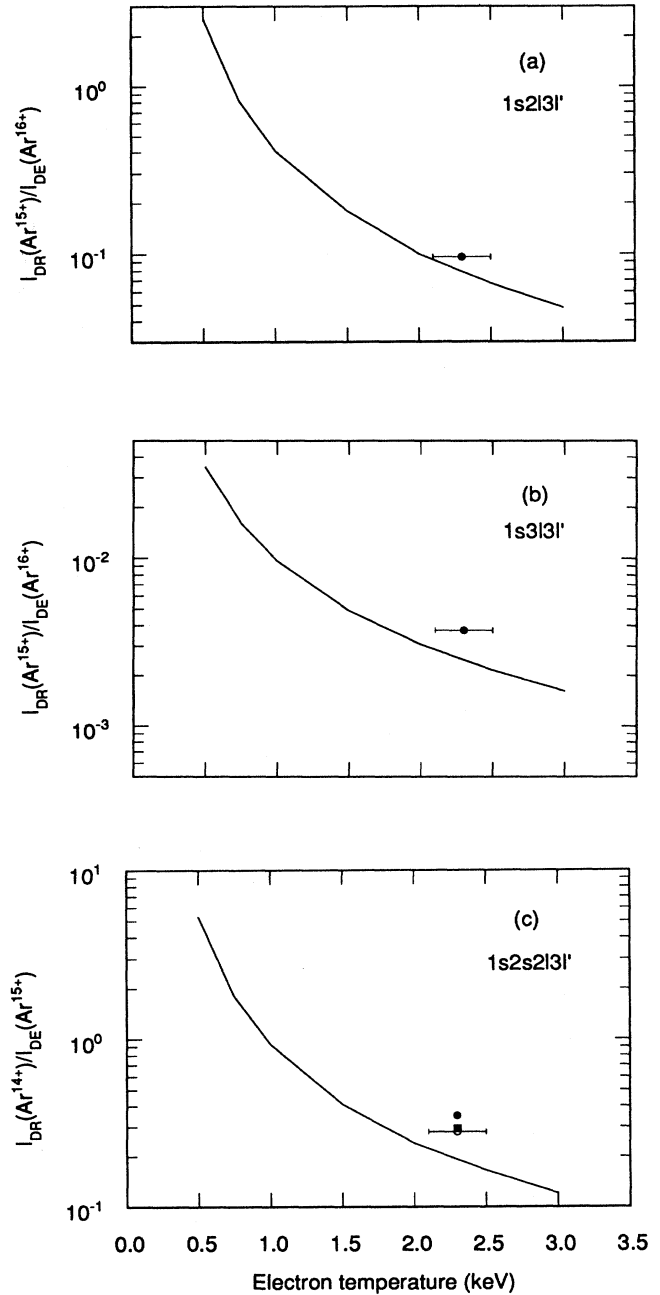 (a)
1s2l3l'
10⁰
10⁻¹
I_DR(Ar¹⁵⁺)/I_DE(Ar¹⁶⁺)
(b)
1s3l3l'
10⁻²
10⁻³
I_DR(Ar¹⁵⁺)/I_DE(Ar¹⁶⁺)
10¹
(c)
1s2s2l3l'
10⁰
10⁻¹
I_DR(Ar¹⁴⁺)/I_DE(Ar¹⁵⁺)
0.0 0.5 1.0 1.5 2.0 2.5 3.0 3.5
Electron temperature (keV)